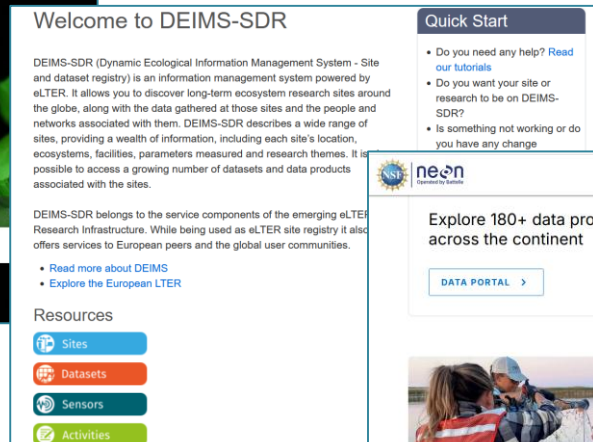 Welcome to DEIMS-SDR
DEIMS-SDR (Dynamic Ecological Information Management System - Site
and dataset registry) is an information management system powered by
eLTER. It allows you to discover long-term ecosystem research sites around
the globe, along with the data gathered at those sites and the people and
networks associated with them. DEIMS-SDR describes a wide range of
sites, providing a wealth of information, including each site's location,
ecosystems, facilities, parameters measured and research themes. It is
possible to access a growing number of datasets and data products
associated with the sites.
DEIMS-SDR belongs to the service components of the emerging eLTER
Research Infrastructure. While being used as eLTER site registry it also
offers services to European peers and the global user communities.
• Read more about DEIMS
• Explore the European LTER
Resources
Sites
Datasets
Sensors
Activities
Quick Start
• Do you need any help? Read
our tutorials
• Do you want your site or
research to be on DEIMS-
SDR?
• Is something not working or do
you have any change
NSF neon
Operated by Battelle
Explore 180+ data pro
across the continent
DATA PORTAL >